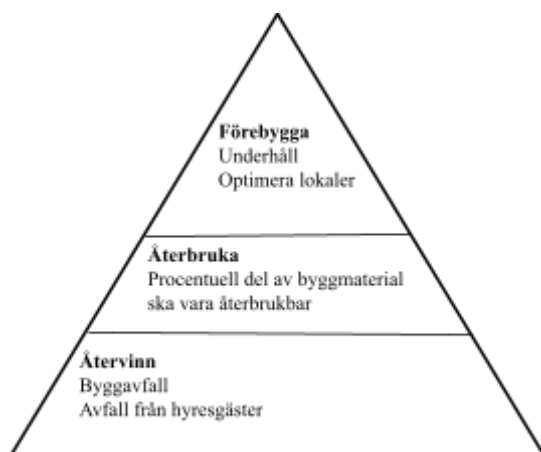 Förebygga
Underhåll
Optimera lokaler
Återbruka
Procentuell del av byggmaterial
ska vara återbrukbar
Återvinn
Byggavfall
Avfall från hyresgäster